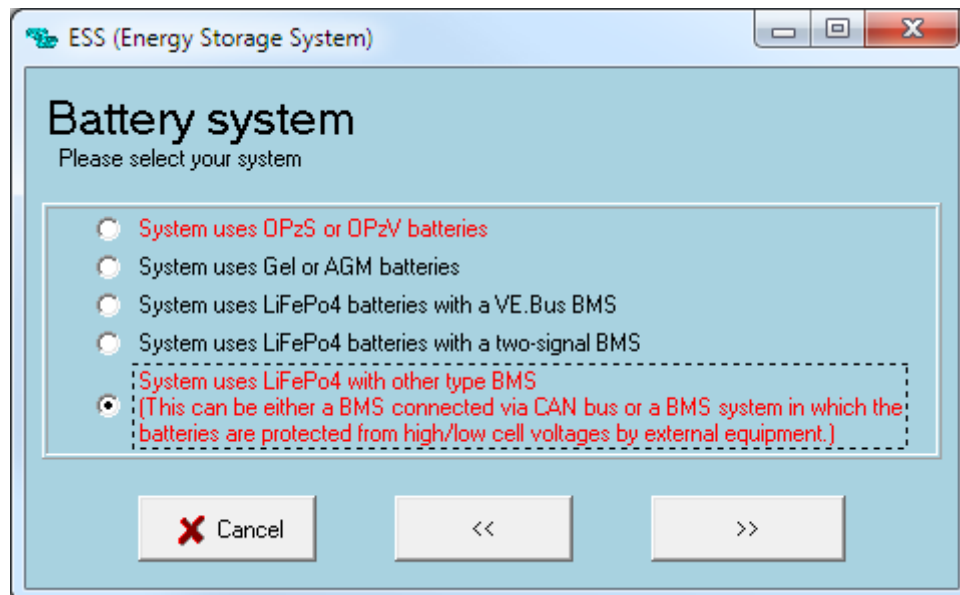 ESS (Energy Storage System)
Battery system
Please select your system
System uses OPzS or OPzV batteries
System uses Gel or AGM batteries
System uses LiFePo4 batteries with a VE.Bus BMS
System uses LiFePo4 batteries with a two-signal BMS
System uses LiFePo4 with other type BMS
(This can be either a BMS connected via CAN bus or a BMS system in which the
batteries are protected from high/low cell voltages by external equipment.)
Cancel
<<
>>